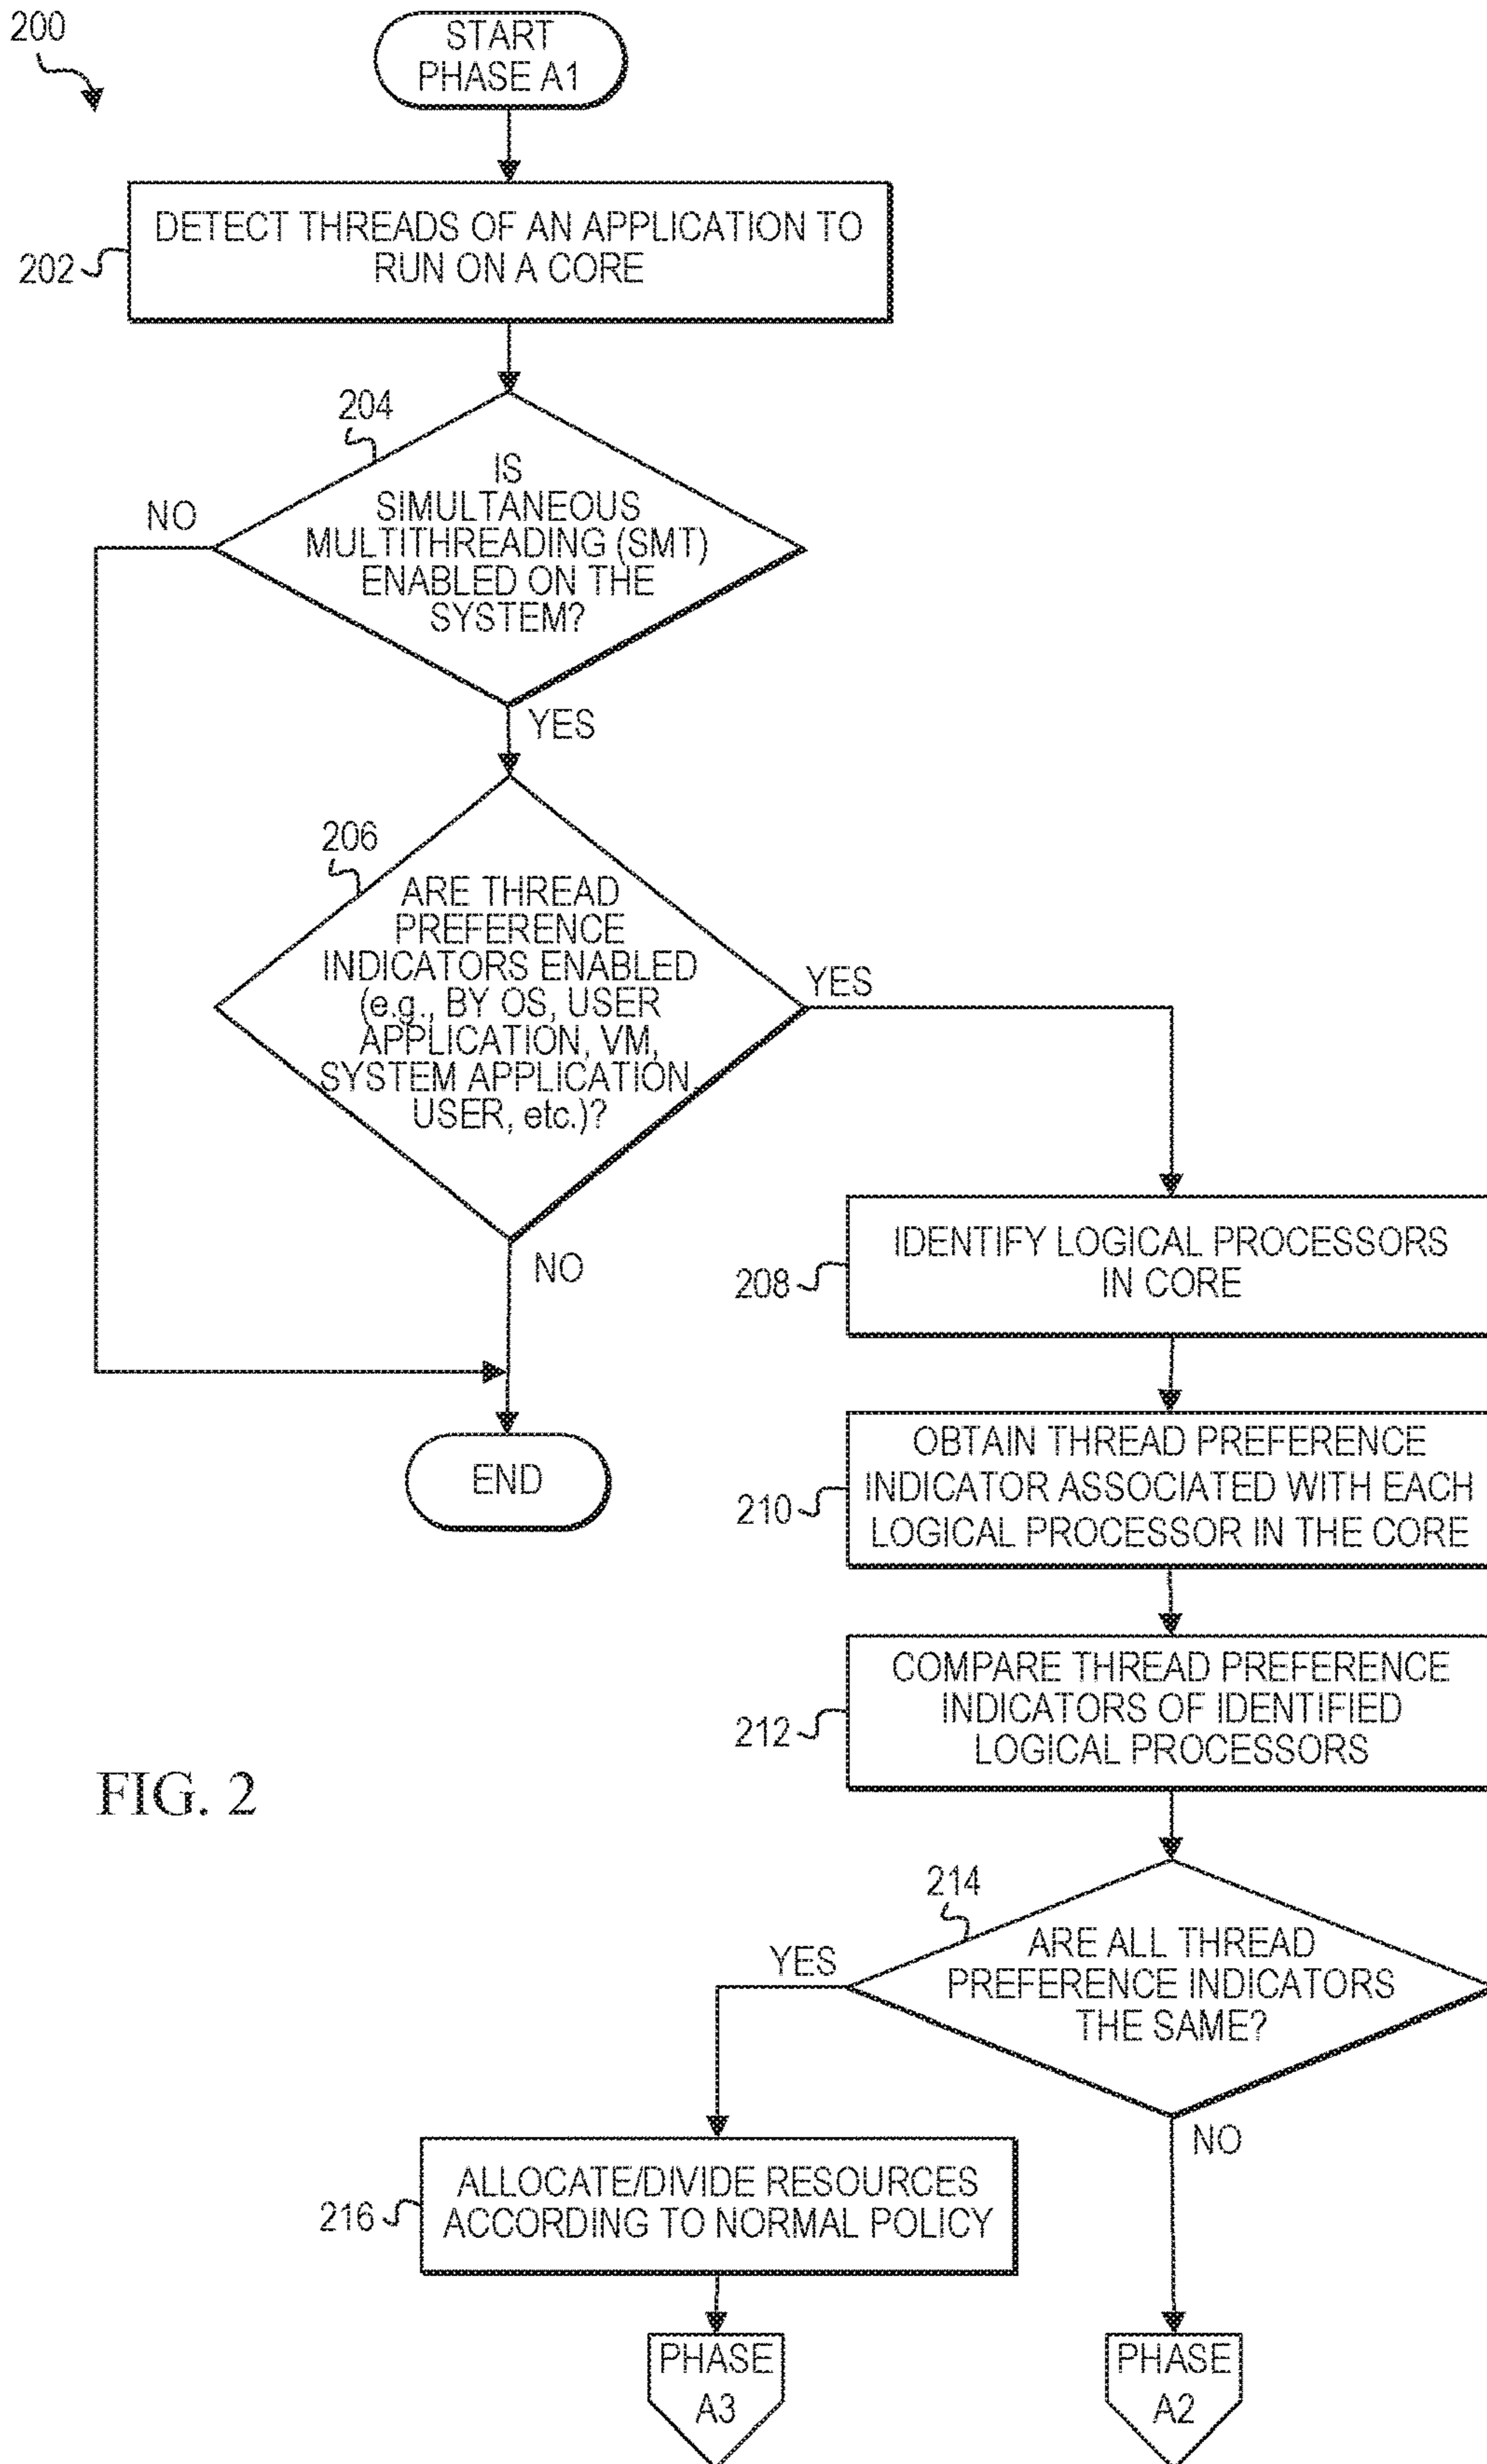 200
START
PHASE A1
DETECT THREADS OF AN APPLICATION TO
RUN ON A CORE
202
204
IS
SIMULTANEOUS
MULTITHREADING (SMT)
ENABLED ON THE
SYSTEM?
NO
YES
206
ARE THREAD
PREFERENCE
INDICATORS ENABLED
(e.g., BY OS, USER
APPLICATION, VM,
SYSTEM APPLICATION,
USER, etc.)?
YES
NO
END
IDENTIFY LOGICAL PROCESSORS
IN CORE
208
OBTAIN THREAD PREFERENCE
INDICATOR ASSOCIATED WITH EACH
LOGICAL PROCESSOR IN THE CORE
210
COMPARE THREAD PREFERENCE
INDICATORS OF IDENTIFIED
LOGICAL PROCESSORS
212
FIG. 2
214
ARE ALL THREAD
PREFERENCE INDICATORS
THE SAME?
YES
NO
ALLOCATE/DIVIDE RESOURCES
ACCORDING TO NORMAL POLICY
216
PHASE
A3
PHASE
A2